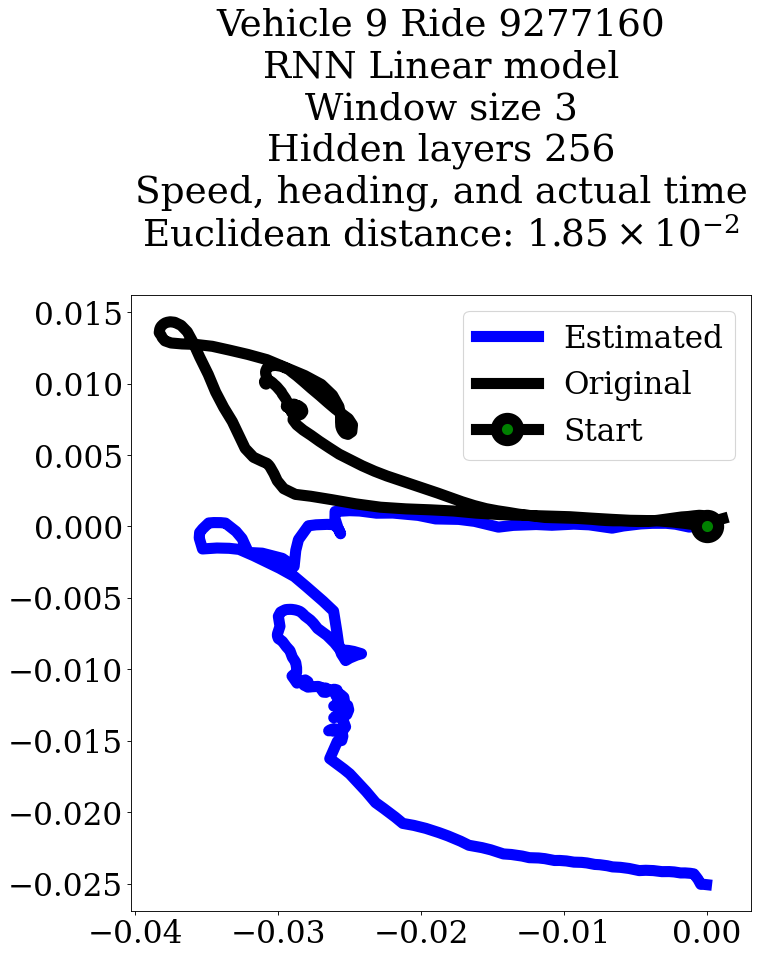 Vehicle 9 Ride 9277160
RNN Linear model
Window size 3
Hidden layers 256
Speed, heading, and actual time
Euclidean distance: 1.85 × 10⁻²
Estimated
Original
Start
0.015
0.010
0.005
0.000
−0.005
−0.010
−0.015
−0.020
−0.025
−0.04 −0.03 −0.02 −0.01 0.00